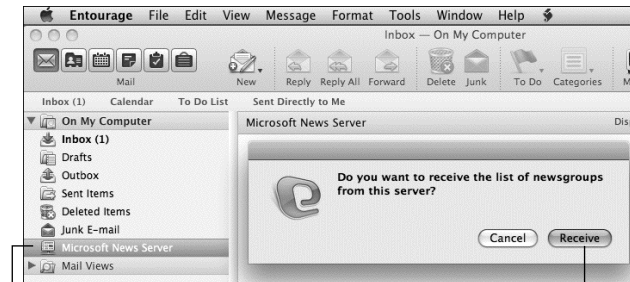 Entourage File Edit View Message Format Tools Window Help
Inbox — On My Computer
Mail New Reply Reply All Forward Delete Junk To Do Categories
Inbox (1) Calendar To Do List Sent Directly to Me
On My Computer
Microsoft News Server
Inbox (1)
Drafts
Outbox
Sent Items
Deleted Items
Junk E-mail
Microsoft News Server
Mail Views
Do you want to receive the list of newsgroups
from this server?
Cancel Receive